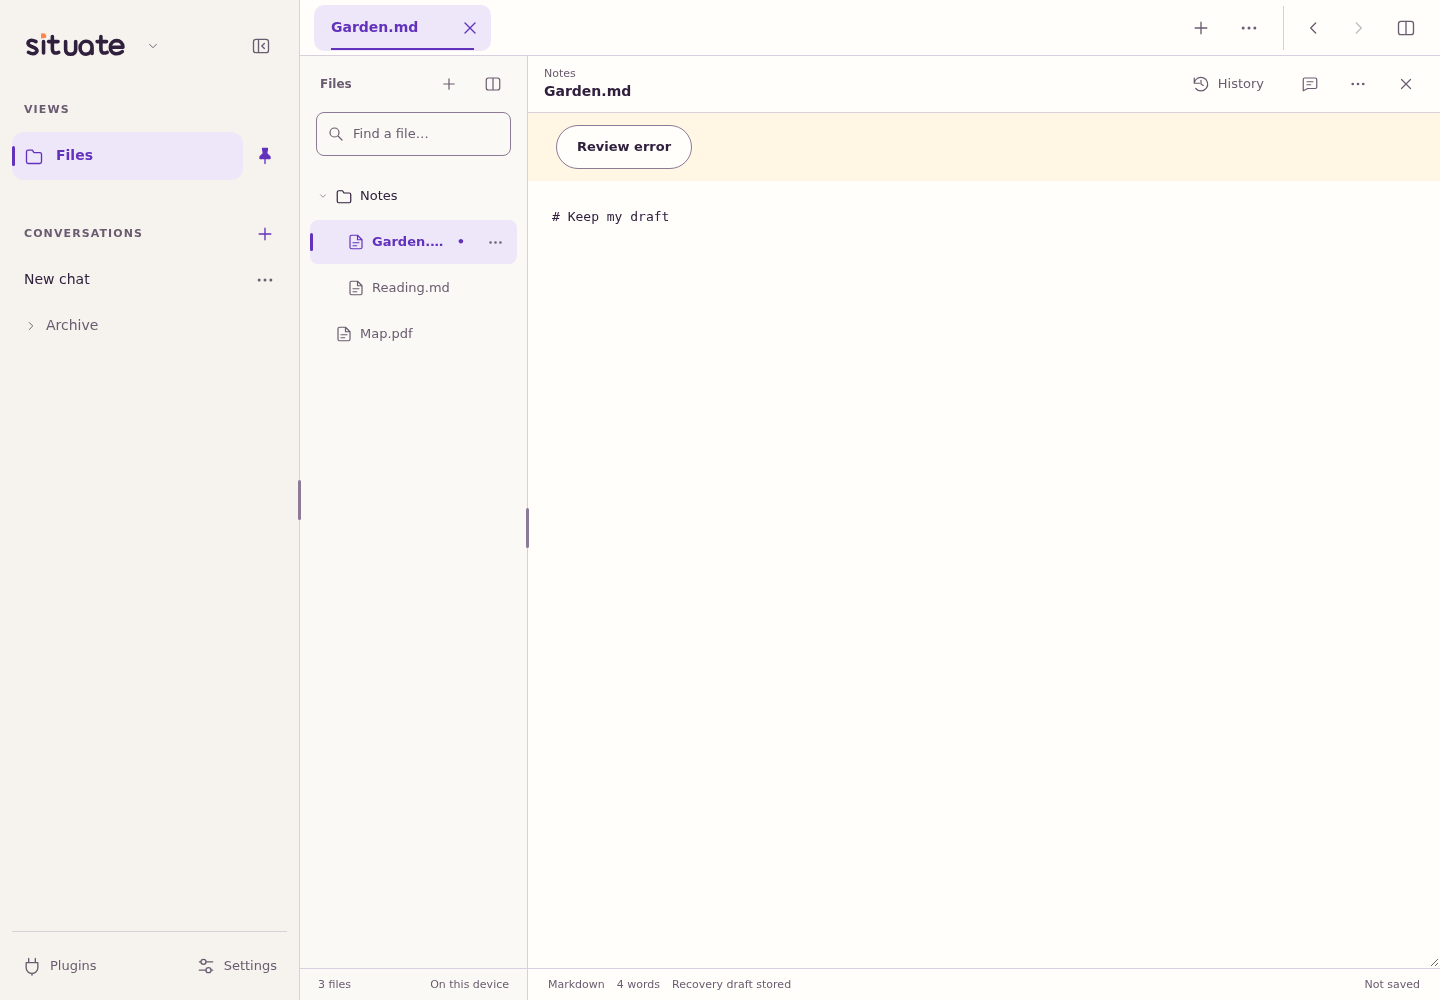 situate
VIEWS
Files
CONVERSATIONS
New chat
Archive
Plugins
Settings
Garden.md
Files
Find a file...
Notes
Garden....
Reading.md
Map.pdf
3 files
On this device
Notes
Garden.md
History
Review error
# Keep my draft
Markdown
4 words
Recovery draft stored
Not saved